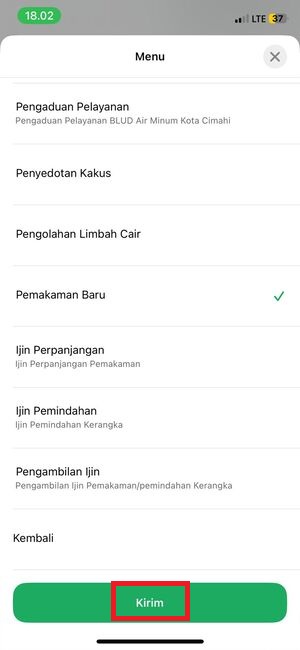 18.02
LTE 37
Menu
Pengaduan Pelayanan
Pengaduan Pelayanan BLUD Air Minum Kota Cimahi
Penyedotan Kakus
Pengolahan Limbah Cair
Pemakaman Baru
Ijin Perpanjangan
Ijin Perpanjangan Pemakaman
Ijin Pemindahan
Ijin Pemindahan Kerangka
Pengambilan Ijin
Pengambilan Ijin Pemakaman/pemindahan Kerangka
Kembali
Kirim